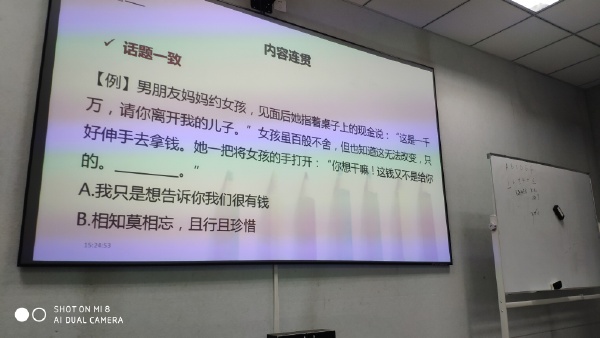 内容连贯
✓ 话题一致
【例】男朋友妈妈约女孩，见面后她指着桌子上的现金说：“这是一千
万，请你离开我的儿子。”女孩虽百般不舍，但也知道这无法改变，只
好伸手去拿钱。她一把将女孩的手打开：“你想干嘛！这钱又不是给你
的。________。”
A.我只是想告诉你我们很有钱
B.相知莫相忘，且行且珍惜
15:29:53
SHOT ON MI 8
AI DUAL CAMERA